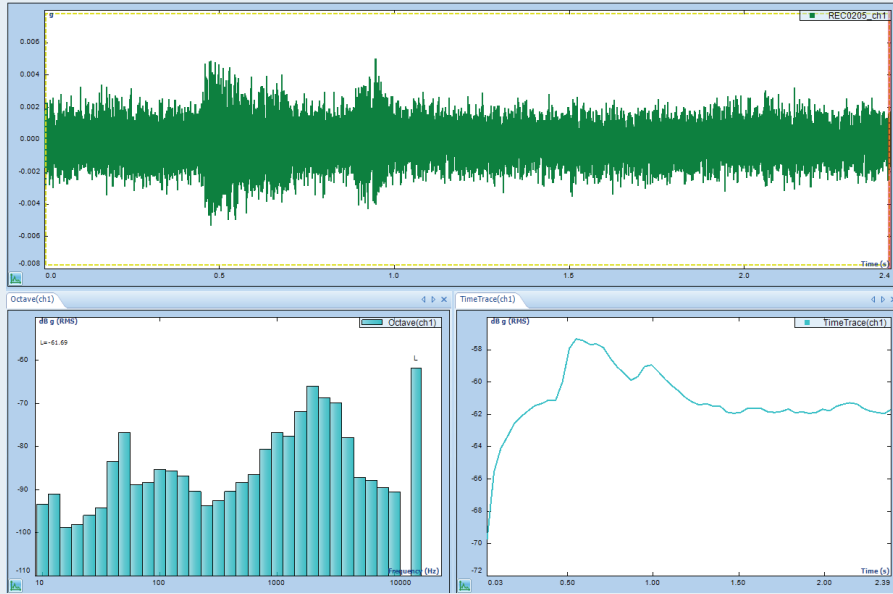 g
REC0205_ch1
0.006
0.004
0.002
0.000
-0.002
-0.004
-0.006
-0.008
Time (s)
0.0
0.5
1.0
1.5
2.0
2.4
Octave(ch1)
dB g (RMS)
Octave(ch1)
L=-61.69
L
-60
-70
-80
-90
-100
-110
Frequency (Hz)
10
100
1000
10000
TimeTrace(ch1)
dB g (RMS)
TimeTrace(ch1)
-58
-60
-62
-64
-66
-68
-70
-72
Time (s)
0.03
0.50
1.00
1.50
2.00
2.39